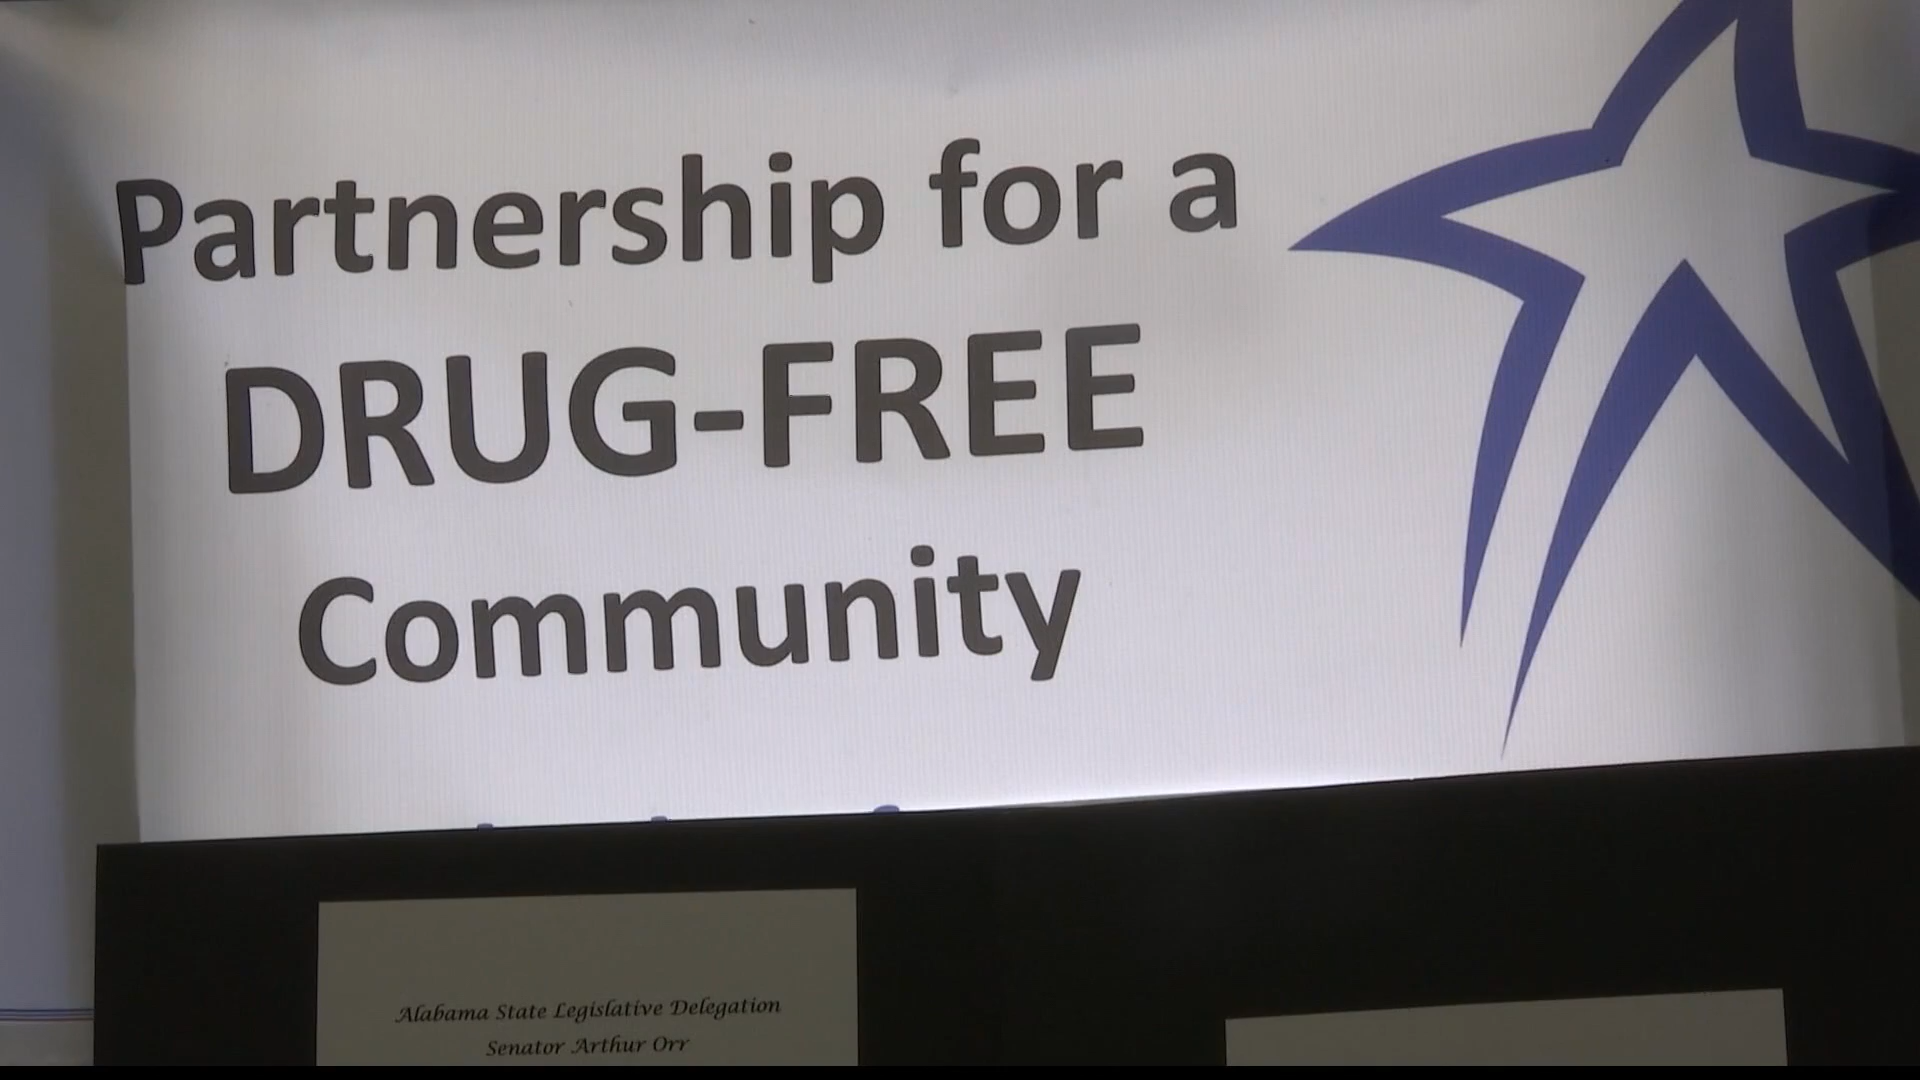 Partnership for a
DRUG-FREE
Community
Alabama State Legislative Delegation
Senator Arthur Orr